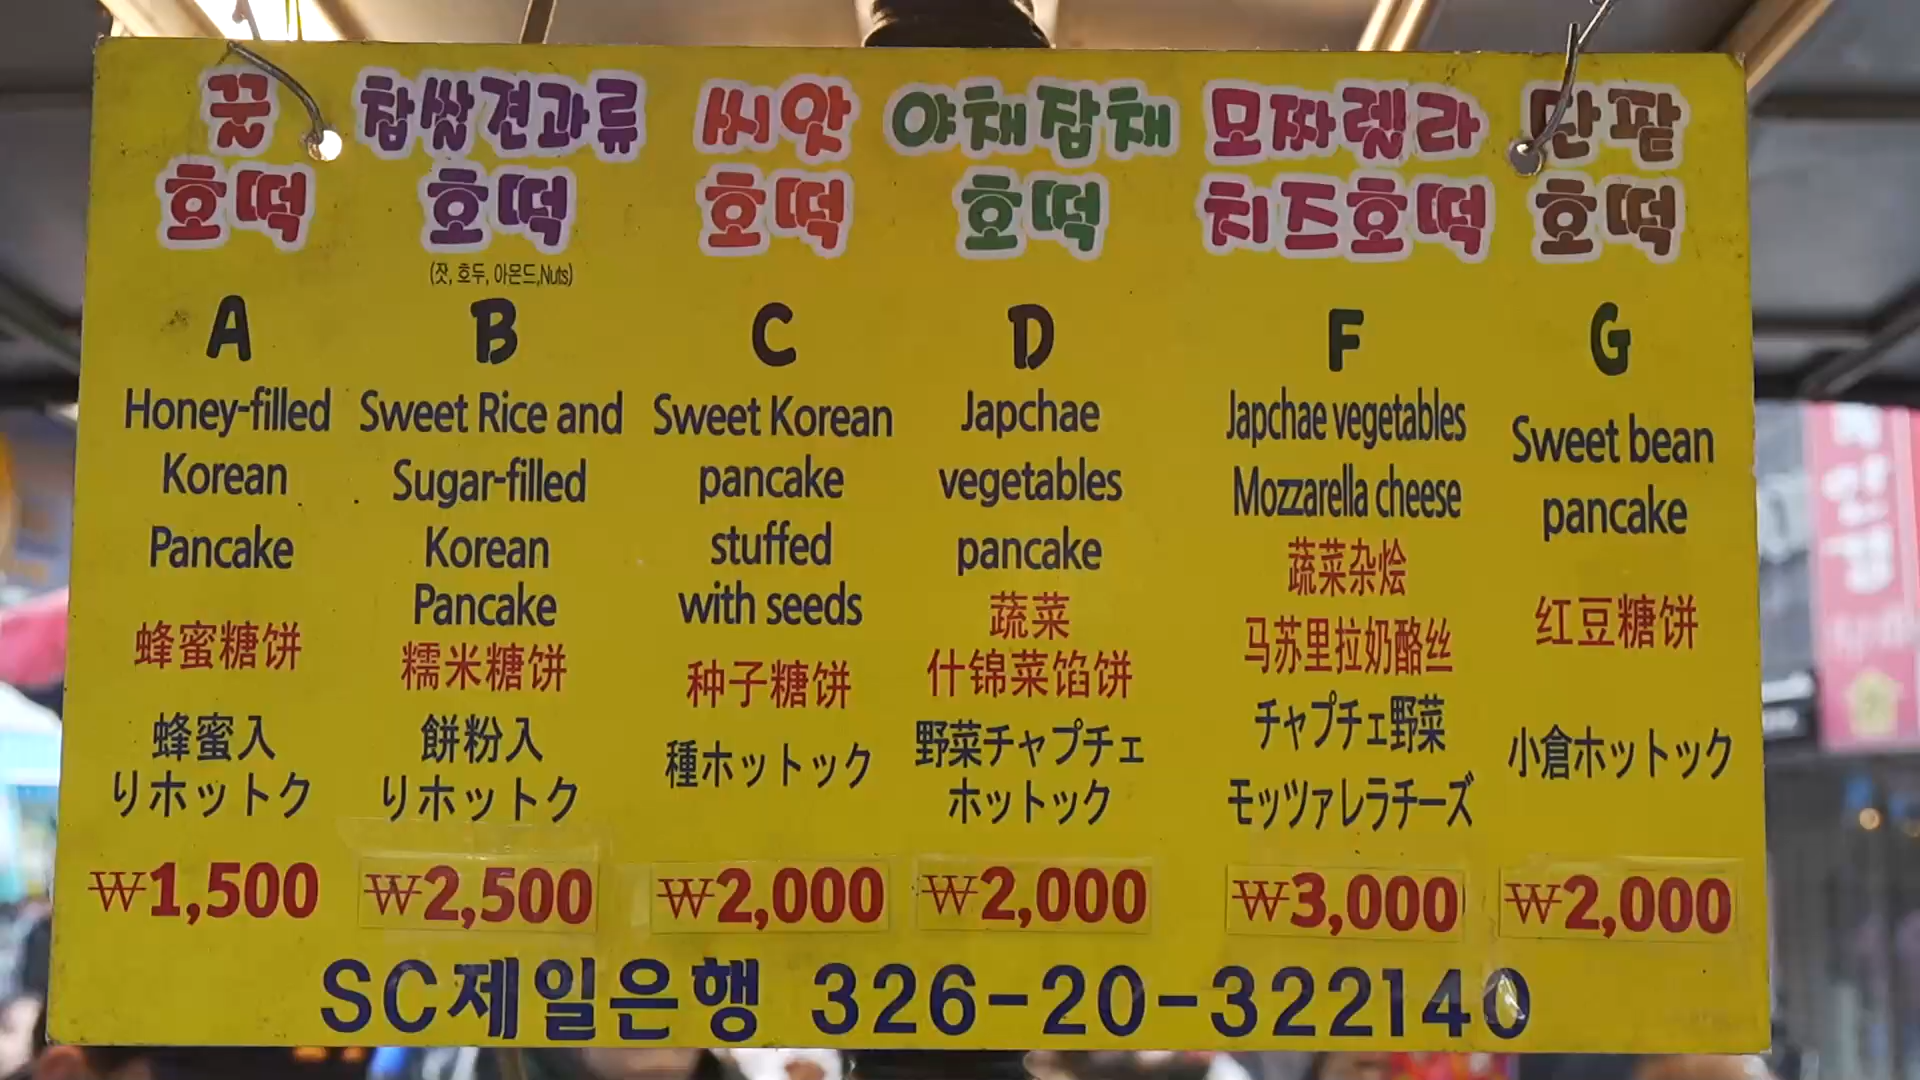 꿀
호떡
A
Honey-filled
Korean
Pancake
蜂蜜糖饼
蜂蜜入
りホットク
₩1,500
찹쌀견과류
호떡
(잣, 호두, 아몬드,Nuts)
B
Sweet Rice and
Sugar-filled
Korean
Pancake
糯米糖饼
餅粉入
りホットク
₩2,500
씨앗
호떡
C
Sweet Korean
pancake
stuffed
with seeds
种子糖饼
種ホットック
₩2,000
야채잡채
호떡
D
Japchae
vegetables
pancake
蔬菜
什锦菜馅饼
野菜チャプチェ
ホットック
₩2,000
모짜렐라
치즈호떡
F
Japchae vegetables
Mozzarella cheese
蔬菜杂烩
马苏里拉奶酪丝
チャプチェ野菜
モッツァレラチーズ
₩3,000
단팥
호떡
G
Sweet bean
pancake
红豆糖饼
小倉ホットック
₩2,000
SC제일은행 326-20-322140